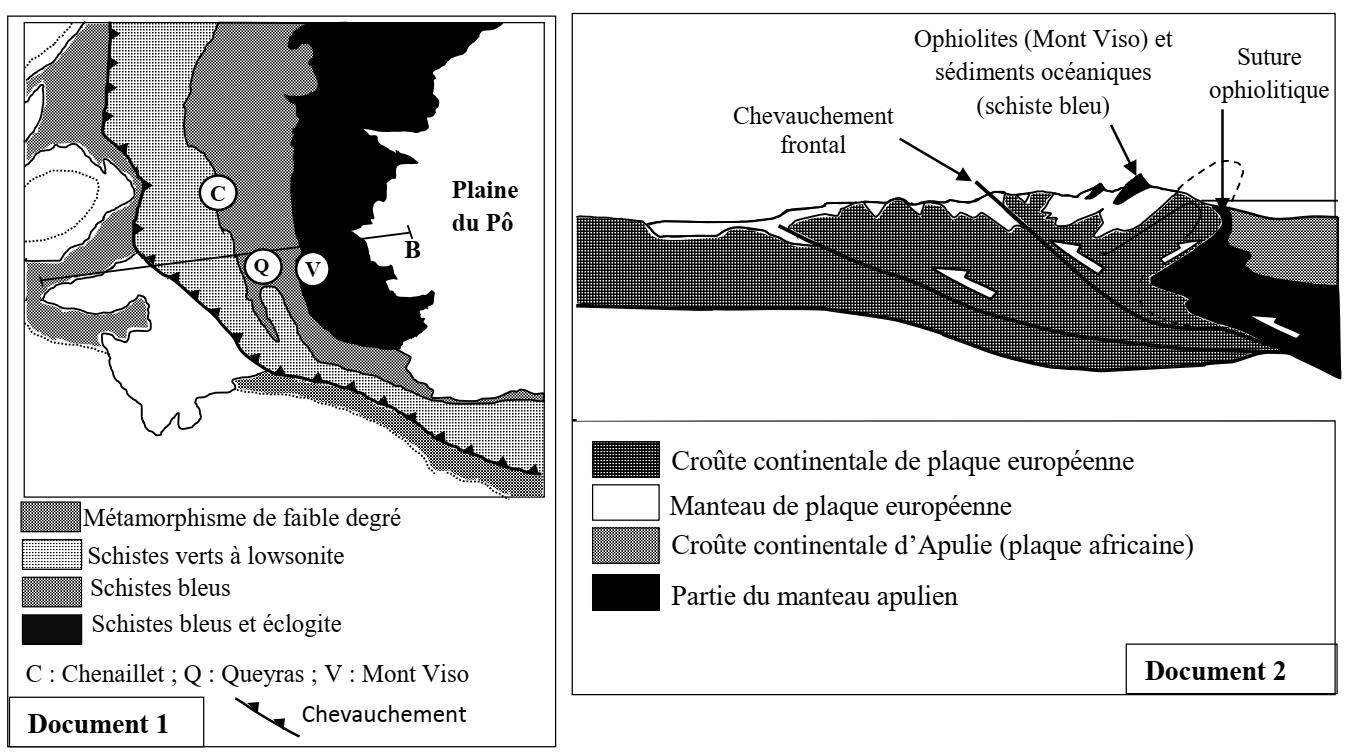 C
Q
V
B
Plaine
du Pô
Métamorphisme de faible degré
Schistes verts à lowsonite
Schistes bleus
Schistes bleus et éclogite
C : Chenaillet ; Q : Queyras ; V : Mont Viso
Chevauchement
Document 1
Ophiolites (Mont Viso) et
sédiments océaniques
(schiste bleu)
Suture
ophiolitique
Chevauchement
frontal
Croûte continentale de plaque européenne
Manteau de plaque européenne
Croûte continentale d’Apulie (plaque africaine)
Partie du manteau apulien
Document 2